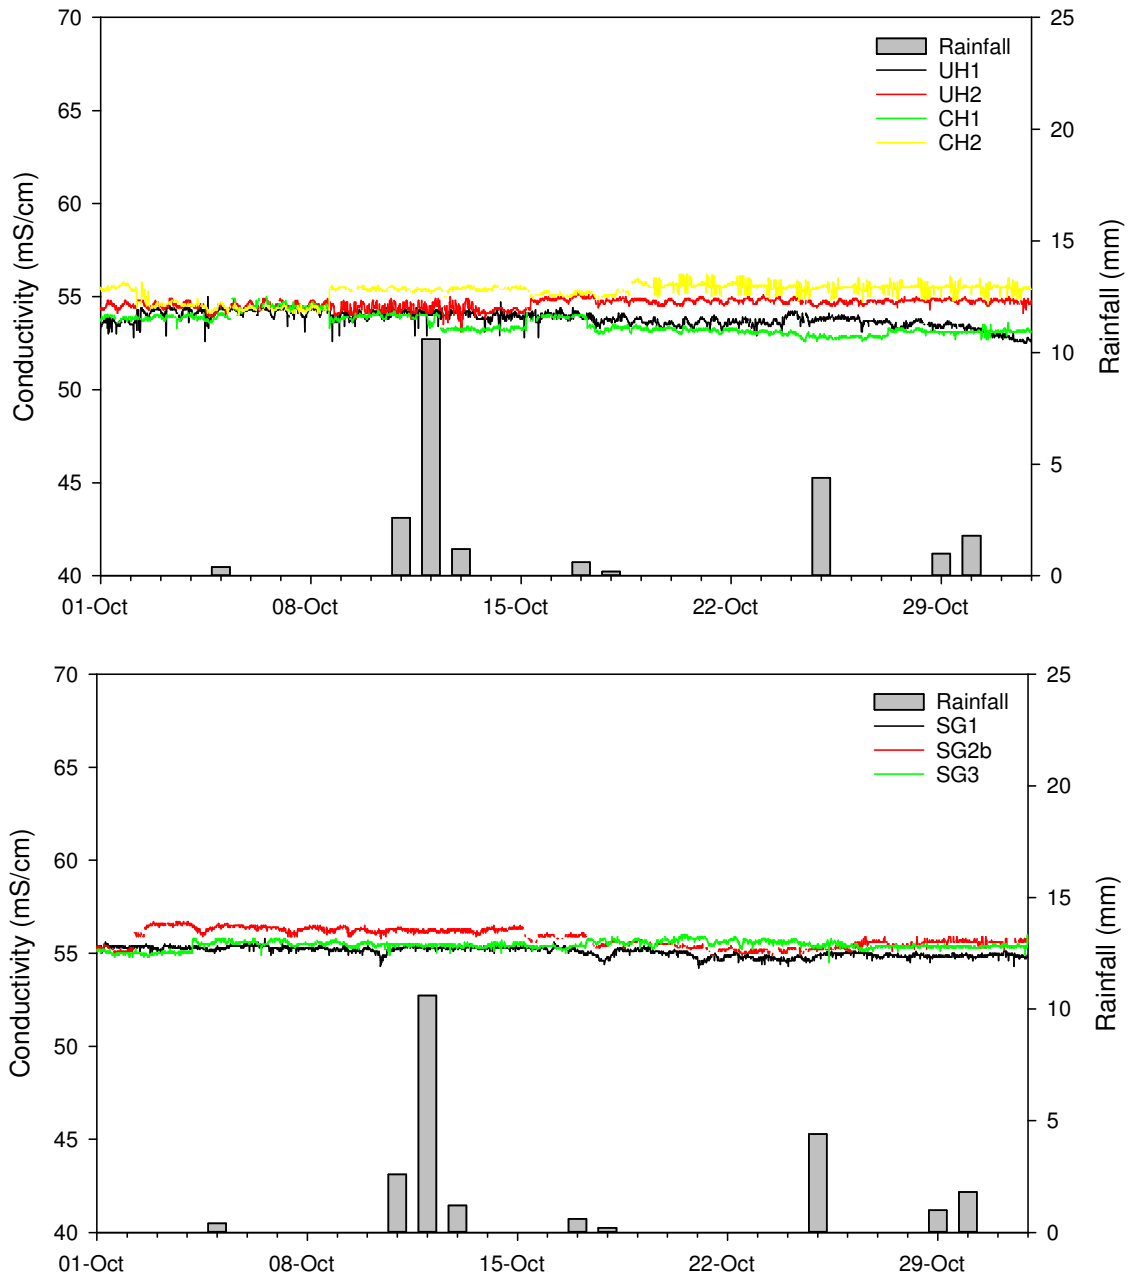 70
65
60
55
50
45
40
Conductivity (mS/cm)
25
20
15
10
5
0
Rainfall (mm)
Rainfall
UH1
UH2
CH1
CH2
01-Oct
08-Oct
15-Oct
22-Oct
29-Oct
70
65
60
55
50
45
40
Conductivity (mS/cm)
25
20
15
10
5
0
Rainfall (mm)
Rainfall
SG1
SG2b
SG3
01-Oct
08-Oct
15-Oct
22-Oct
29-Oct